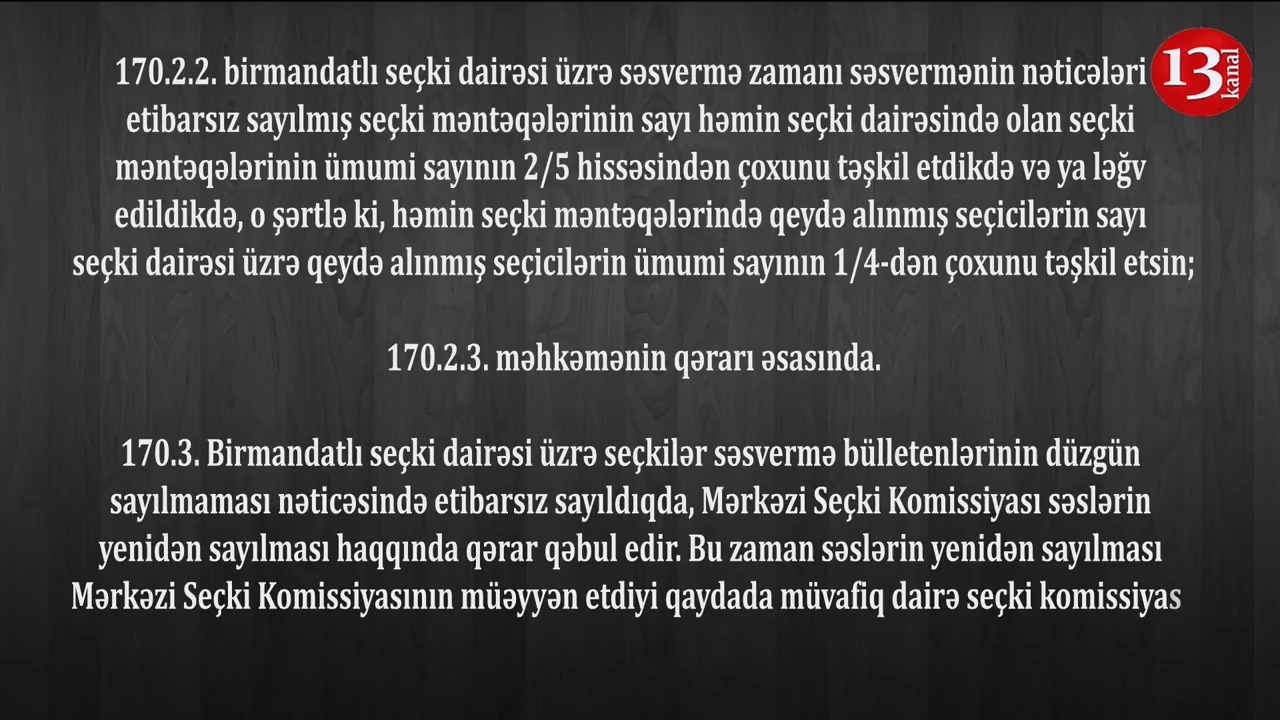 170.2.2. birmandatlı seçki dairəsi üzrə səsvermə zamanı səsvermənin nəticələri
etibarsız sayılmış seçki məntəqələrinin sayı həmin seçki dairəsində olan seçki
məntəqələrinin ümumi sayının 2/5 hissəsindən çoxunu təşkil etdikdə və ya ləğv
edildikdə, o şərtlə ki, həmin seçki məntəqələrində qeydə alınmış seçicilərin sayı
seçki dairəsi üzrə qeydə alınmış seçicilərin ümumi sayının 1/4-dən çoxunu təşkil etsin;
170.2.3. məhkəmənin qərarı əsasında.
170.3. Birmandatlı seçki dairəsi üzrə seçkilər səsvermə bülletenlərinin düzgün
sayılmaması nəticəsində etibarsız sayıldıqda, Mərkəzi Seçki Komissiyası səslərin
yenidən sayılması haqqında qərar qəbul edir. Bu zaman səslərin yenidən sayılması
Mərkəzi Seçki Komissiyasının müəyyən etdiyi qaydada müvafiq dairə seçki komissiyas
13
kanal